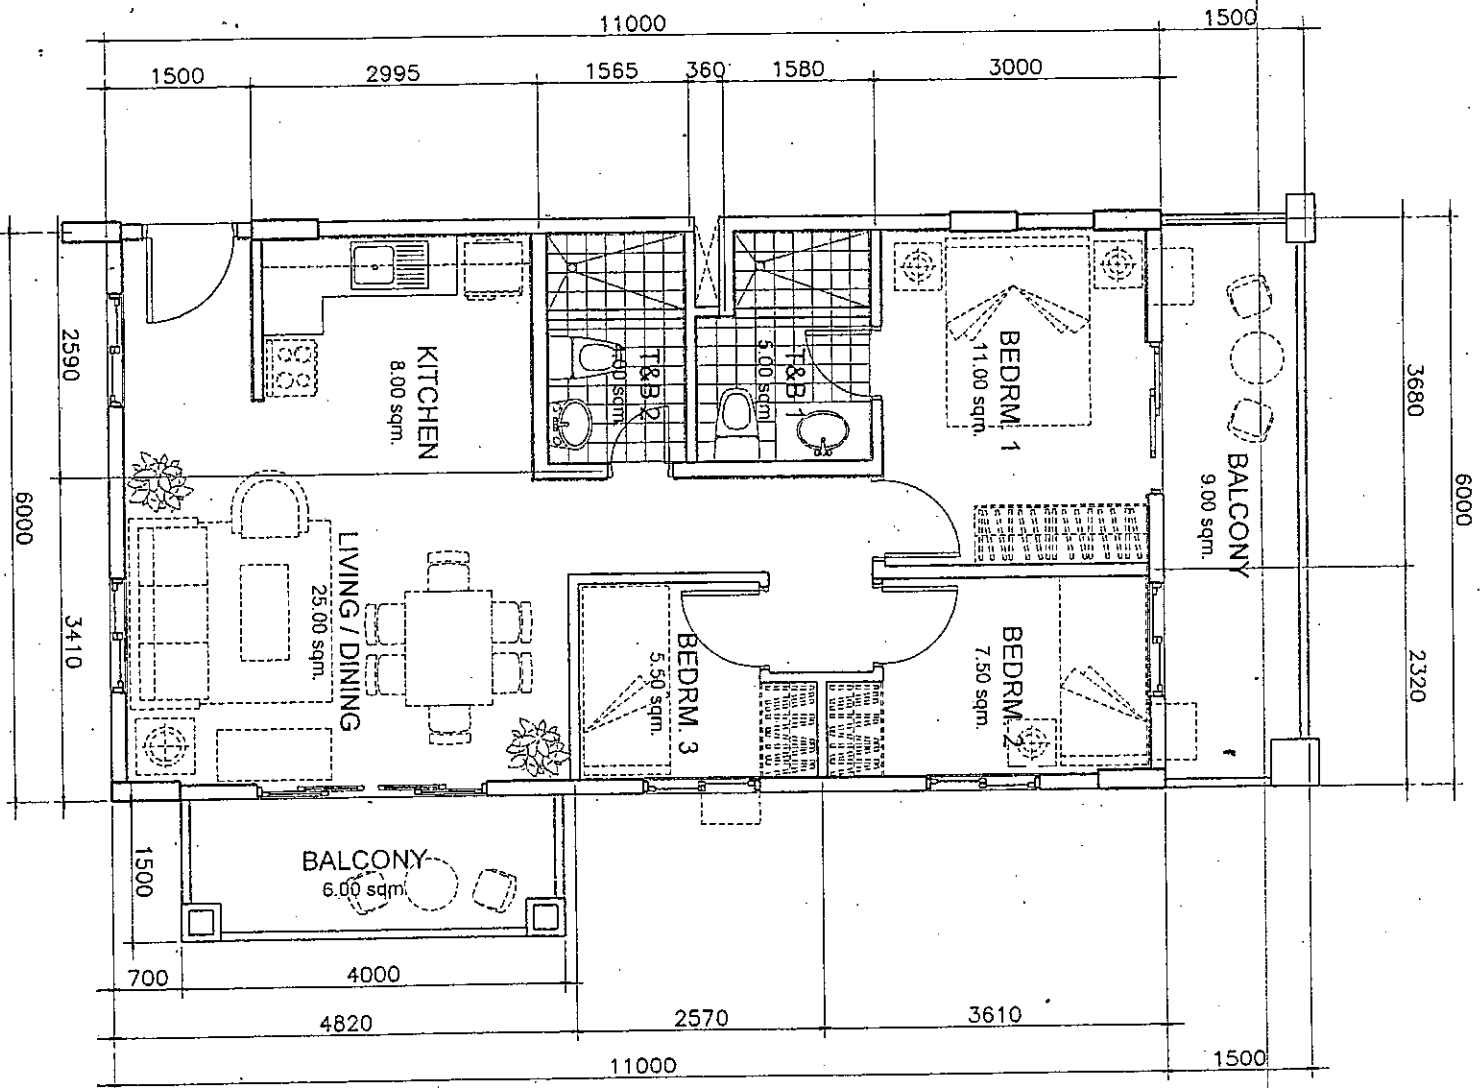 11000
1500
1500
2995
1565
360
1580
3000
2590
3410
6000
3680
2320
6000
KITCHEN
8.00 sqm.
T&B 2
T&B 1
5.00 sqm
BEDRM. 1
11.00 sqm.
BALCONY
9.00 sqm.
LIVING / DINING
25.00 sqm.
BEDRM. 3
5.50 sqm.
BEDRM. 2
7.50 sqm.
BALCONY
6.00 sqm
1500
700
4000
4820
2570
3610
11000
1500